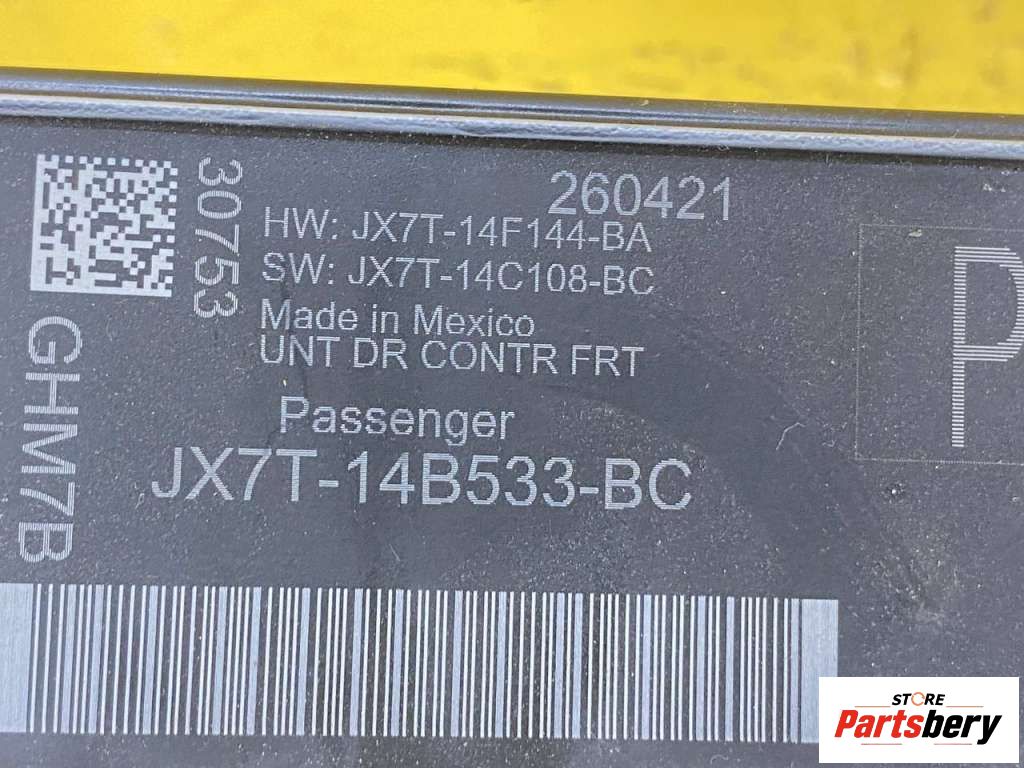 260421
HW: JX7T-14F144-BA
SW: JX7T-14C108-BC
Made in Mexico
UNT DR CONTR FRT
Passenger
JX7T-14B533-BC
30753
GHM7B
P
STORE
Partsbery